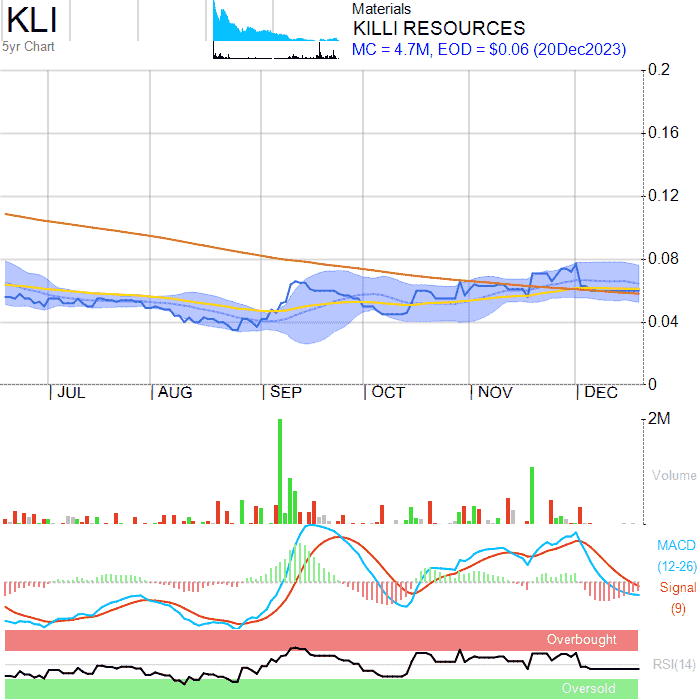 KLI
5yr Chart
Materials
KILLI RESOURCES
MC = 4.7M, EOD = $0.06 (20Dec2023)
0.2
0.16
0.12
0.08
0.04
0
JUL AUG SEP OCT NOV DEC
2M
Volume
MACD
(12-26)
Signal
(9)
Overbought
RSI(14)
Oversold